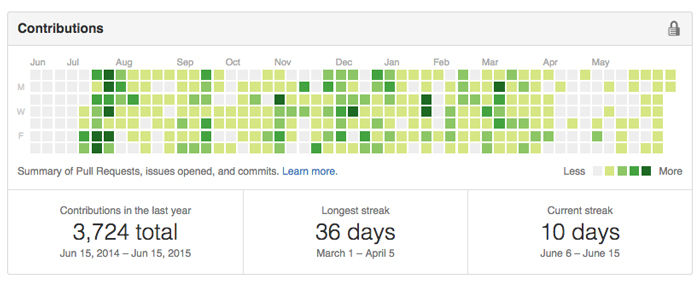 Contributions
Jun Jul Aug Sep Oct Nov Dec Jan Feb Mar Apr May
M
W
F
Summary of Pull Requests, issues opened, and commits. Learn more.
Less More
Contributions in the last year
3,724 total
Jun 15, 2014 – Jun 15, 2015
Longest streak
36 days
March 1 – April 5
Current streak
10 days
June 6 – June 15